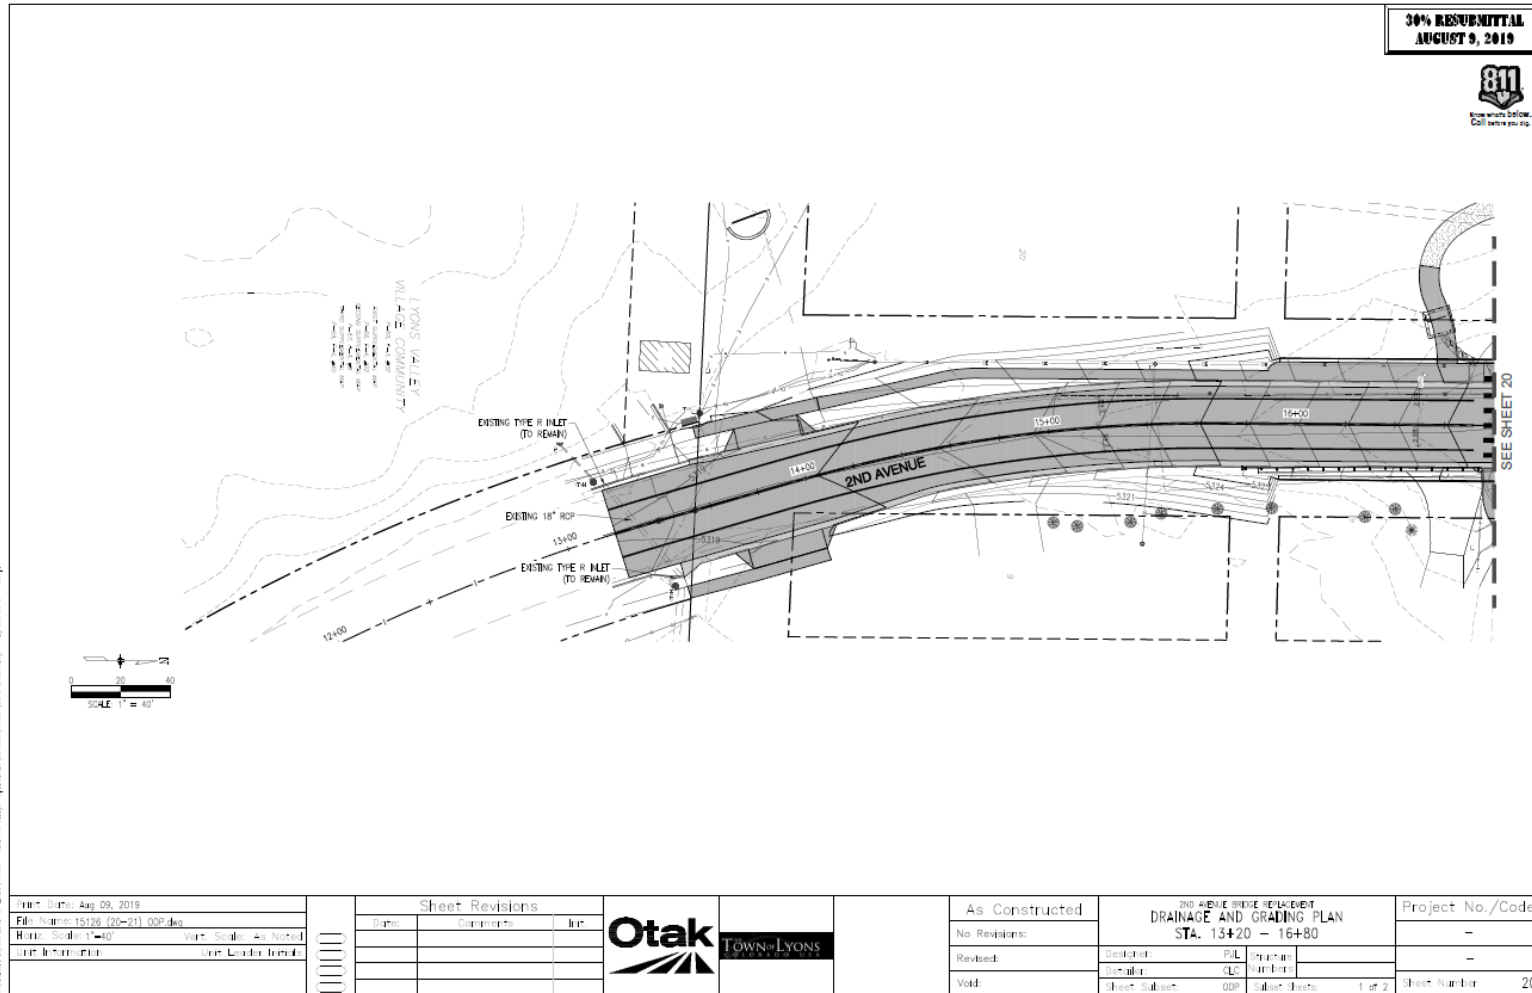 30% RESUBMITTAL
AUGUST 9, 2019
811
Know what's below.
Call before you dig.
20
LYONS VALLEY
VILLAGE COMMUNITY
EXISTING TYPE R INLET
(TO REMAIN)
EXISTING 18" RCP
EXISTING TYPE R INLET
(TO REMAIN)
12+00
13+00
14+00
15+00
16+00
2ND AVENUE
5319
5321
5324
SEE SHEET 20
N
0 20 40
SCALE: 1" = 40'
Print Date: Aug 09, 2019
File Name: 15126 (20-21) ODP.dwg
Horiz. Scale: 1"=40' Vert. Scale: As Noted
Unit Information Unit Leader Initials
Sheet Revisions
Date: Comments Init.
Otak
TOWN OF LYONS
COLORADO USA
As Constructed
No Revisions:
Revised:
Void:
2ND AVENUE BRIDGE REPLACEMENT
DRAINAGE AND GRADING PLAN
STA. 13+20 - 16+80
Designer: PJL
Structure
Numbers
Detailer: CLC
Sheet Subset: ODP
Subset Sheets: 1 of 2
Project No./Code
-
-
Sheet Number 20